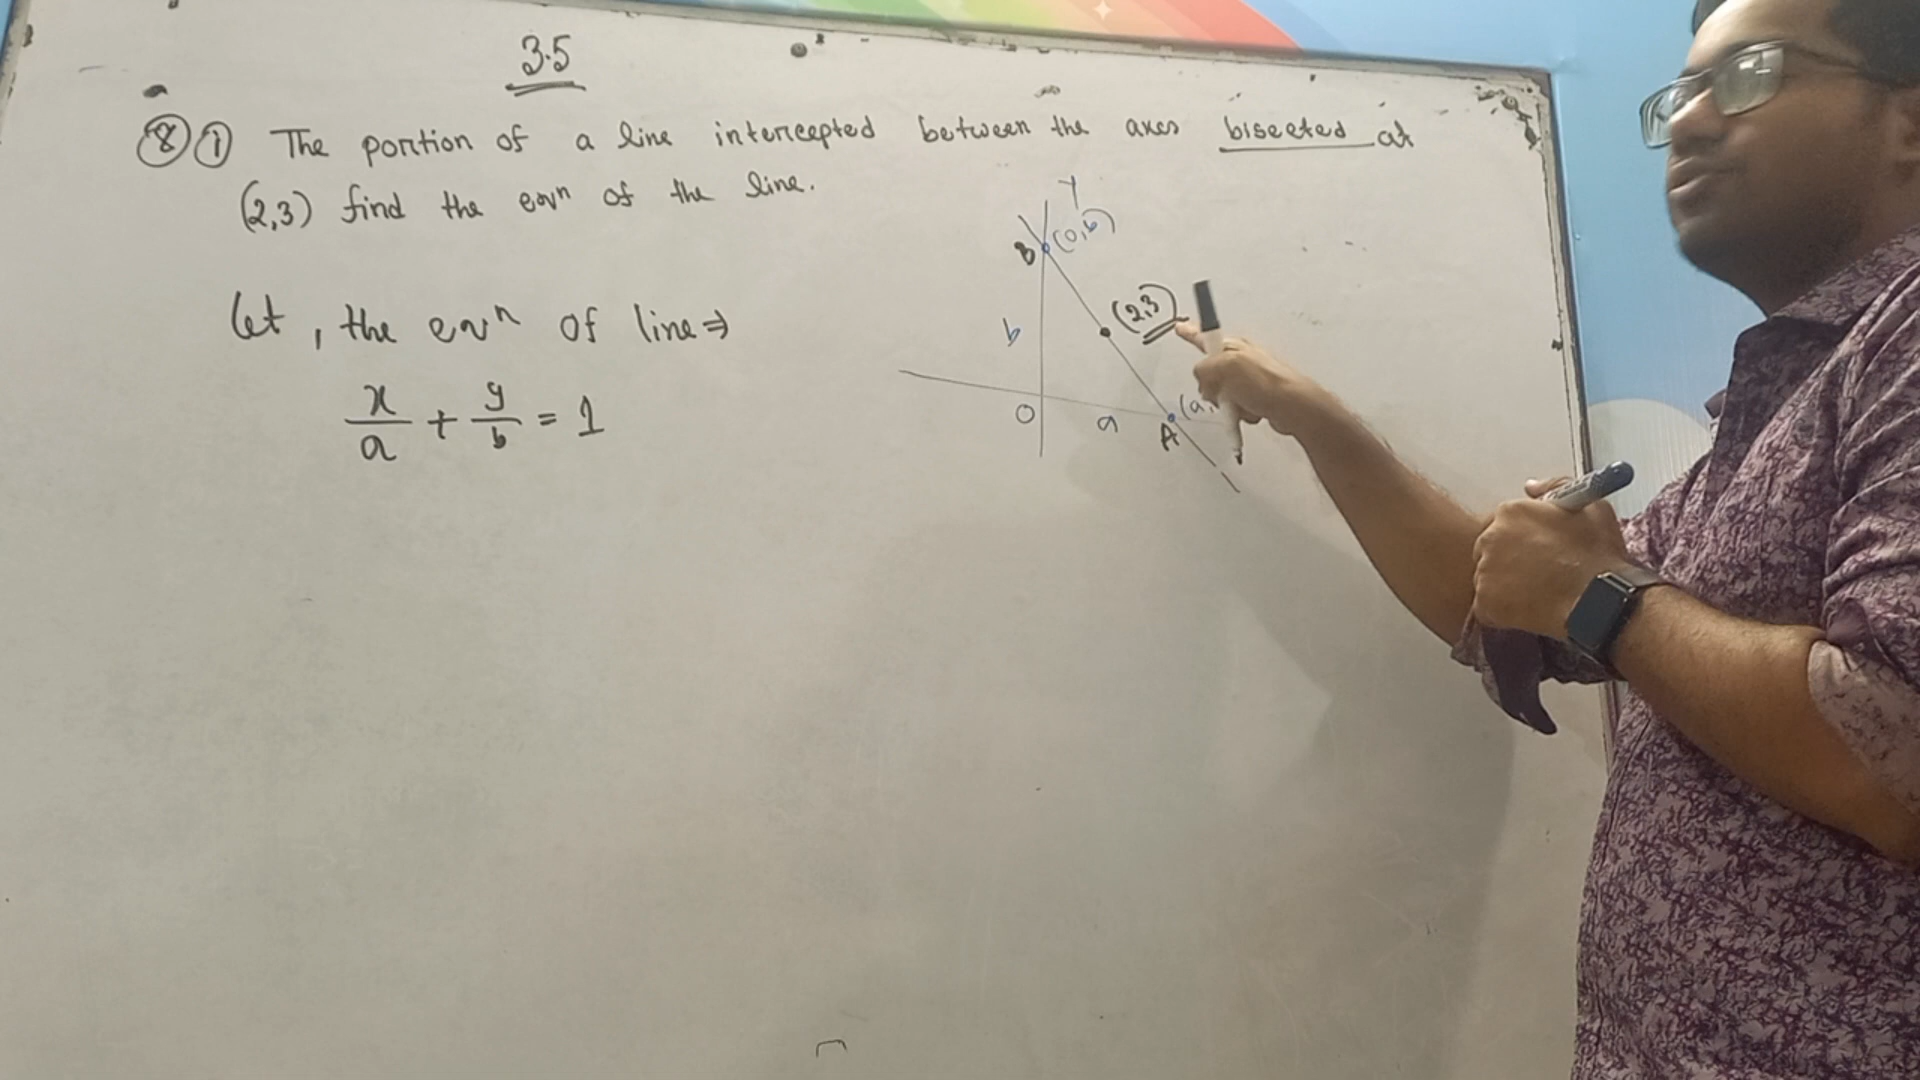 3.5
⑧ ① The portion of a line intercepted between the axes bisected at
(2,3) find the eqn of the line.
Y
B (0,b)
(2,3)
b
O
a
A
let, the eqn of line ⇒
x/a + y/b = 1